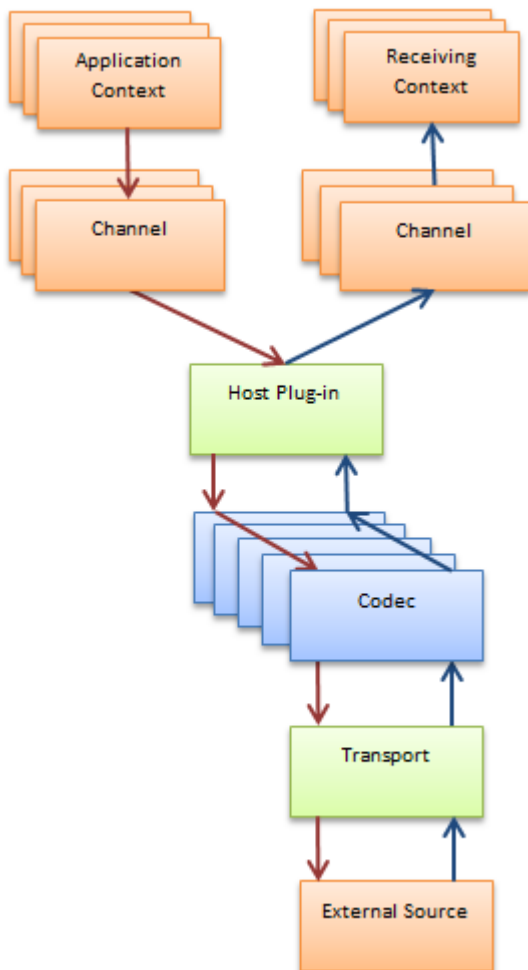 Application
Context
Receiving
Context
Channel
Channel
Host Plug-in
Codec
Transport
External Source